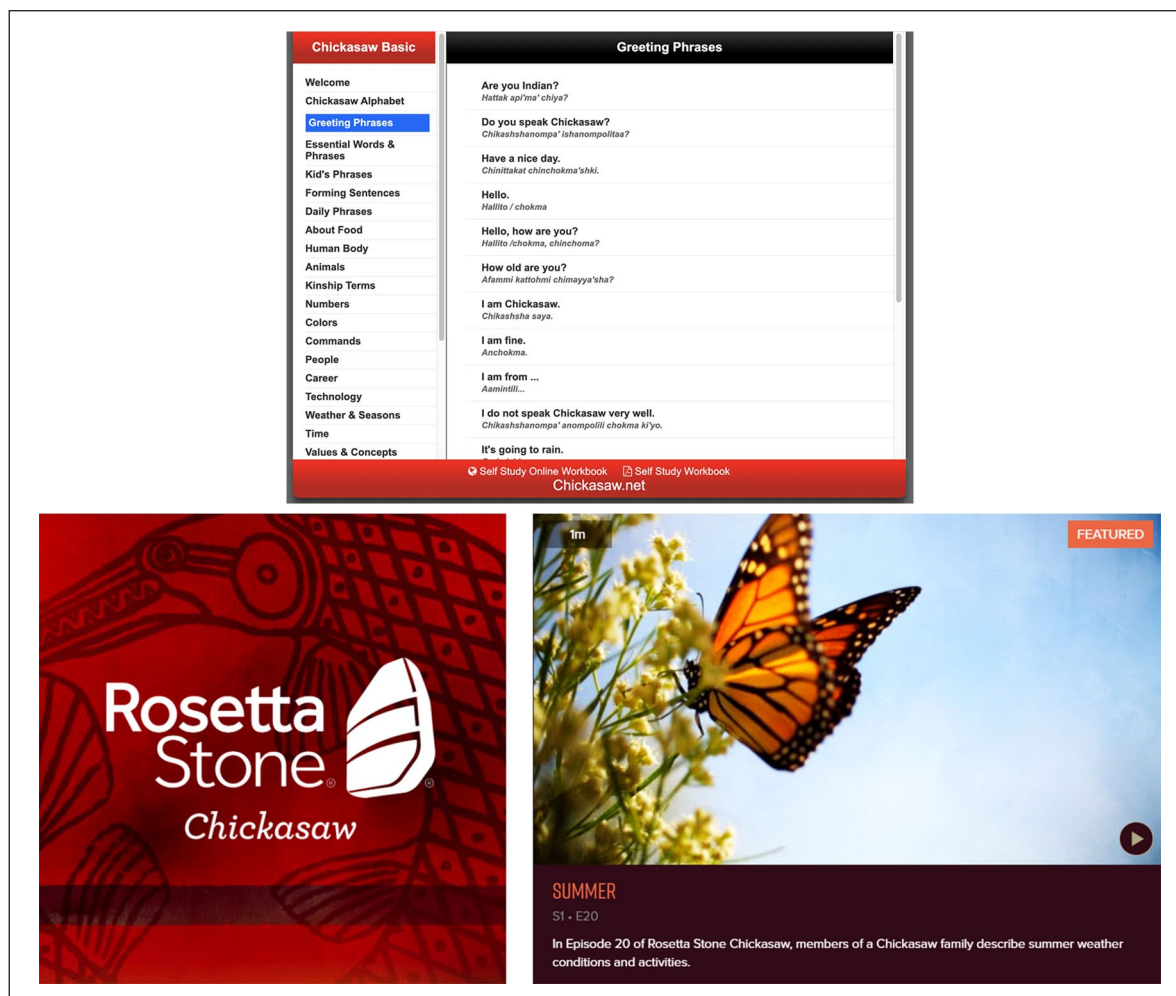 Chickasaw Basic
Greeting Phrases
Welcome
Chickasaw Alphabet
Greeting Phrases
Essential Words &
Phrases
Kid's Phrases
Forming Sentences
Daily Phrases
About Food
Human Body
Animals
Kinship Terms
Numbers
Colors
Commands
People
Career
Technology
Weather & Seasons
Time
Values & Concepts
Are you Indian?
Hattak api'ma' chiya?
Do you speak Chickasaw?
Chikashshanompa' ishanompolitaa?
Have a nice day.
Chinittakat chinchokma'shki.
Hello.
Hallito / chokma
Hello, how are you?
Hallito /chokma, chinchoma?
How old are you?
Afammi kattohmi chimayya'sha?
I am Chickasaw.
Chikashsha saya.
I am fine.
Anchokma.
I am from ...
Aamintili...
I do not speak Chickasaw very well.
Chikashshanompa' anompolili chokma ki'yo.
It's going to rain.
Self Study Online Workbook Self Study Workbook
Chickasaw.net
Rosetta
Stone
Chickasaw
1m
FEATURED
SUMMER
S1 • E20
In Episode 20 of Rosetta Stone Chickasaw, members of a Chickasaw family describe summer weather
conditions and activities.